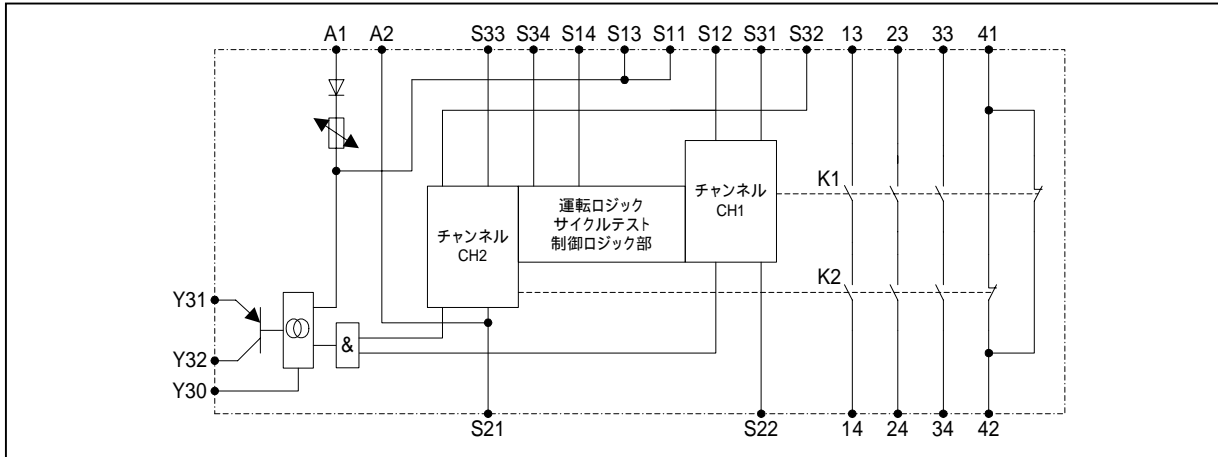 A1 A2 S33 S34 S14 S13 S11 S12 S31 S32 13 23 33 41
チャンネル
CH1
K1
運転ロジック
サイクルテスト
制御ロジック部
チャンネル
CH2
K2
Y31
&
Y32
Y30
S21 S22 14 24 34 42